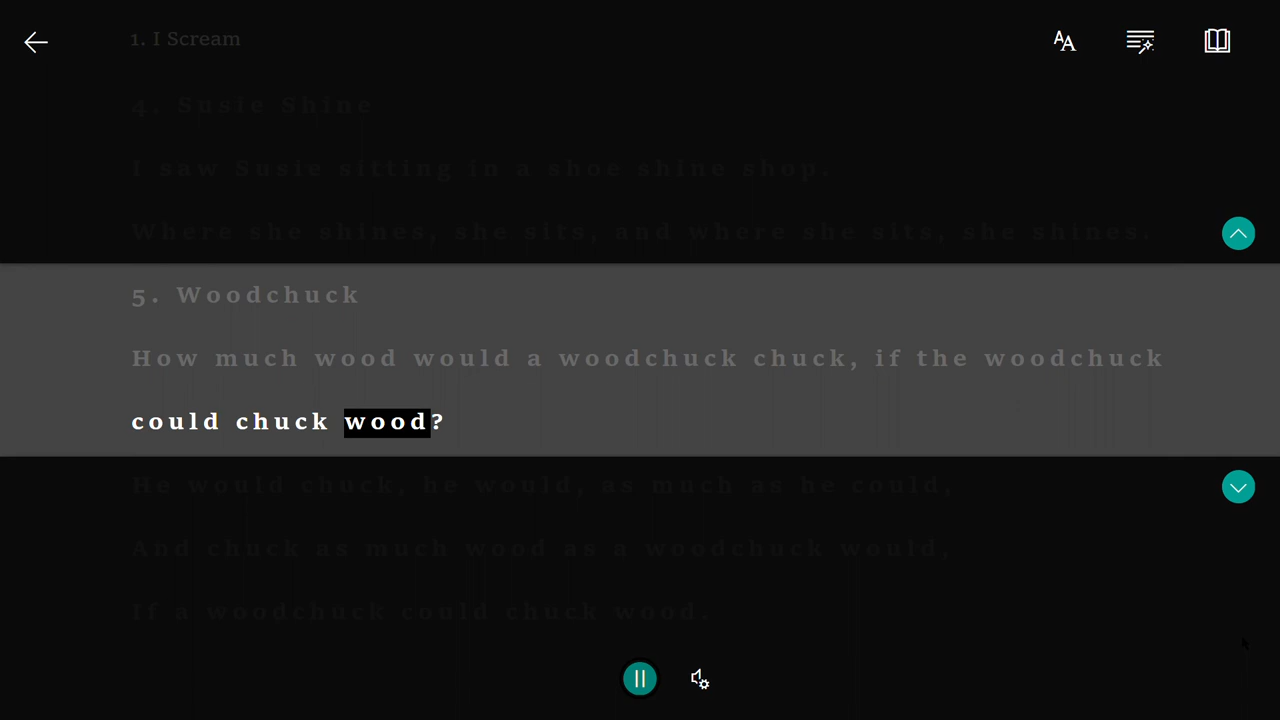 1. I Scream
4. Susie Shine
I saw Susie sitting in a shoe shine shop.
Where she shines, she sits, and where she sits, she shines.
5. Woodchuck
How much wood would a woodchuck chuck, if the woodchuck
could chuck wood?
He would chuck, he would, as much as he could,
And chuck as much wood as a woodchuck would,
If a woodchuck could chuck wood.